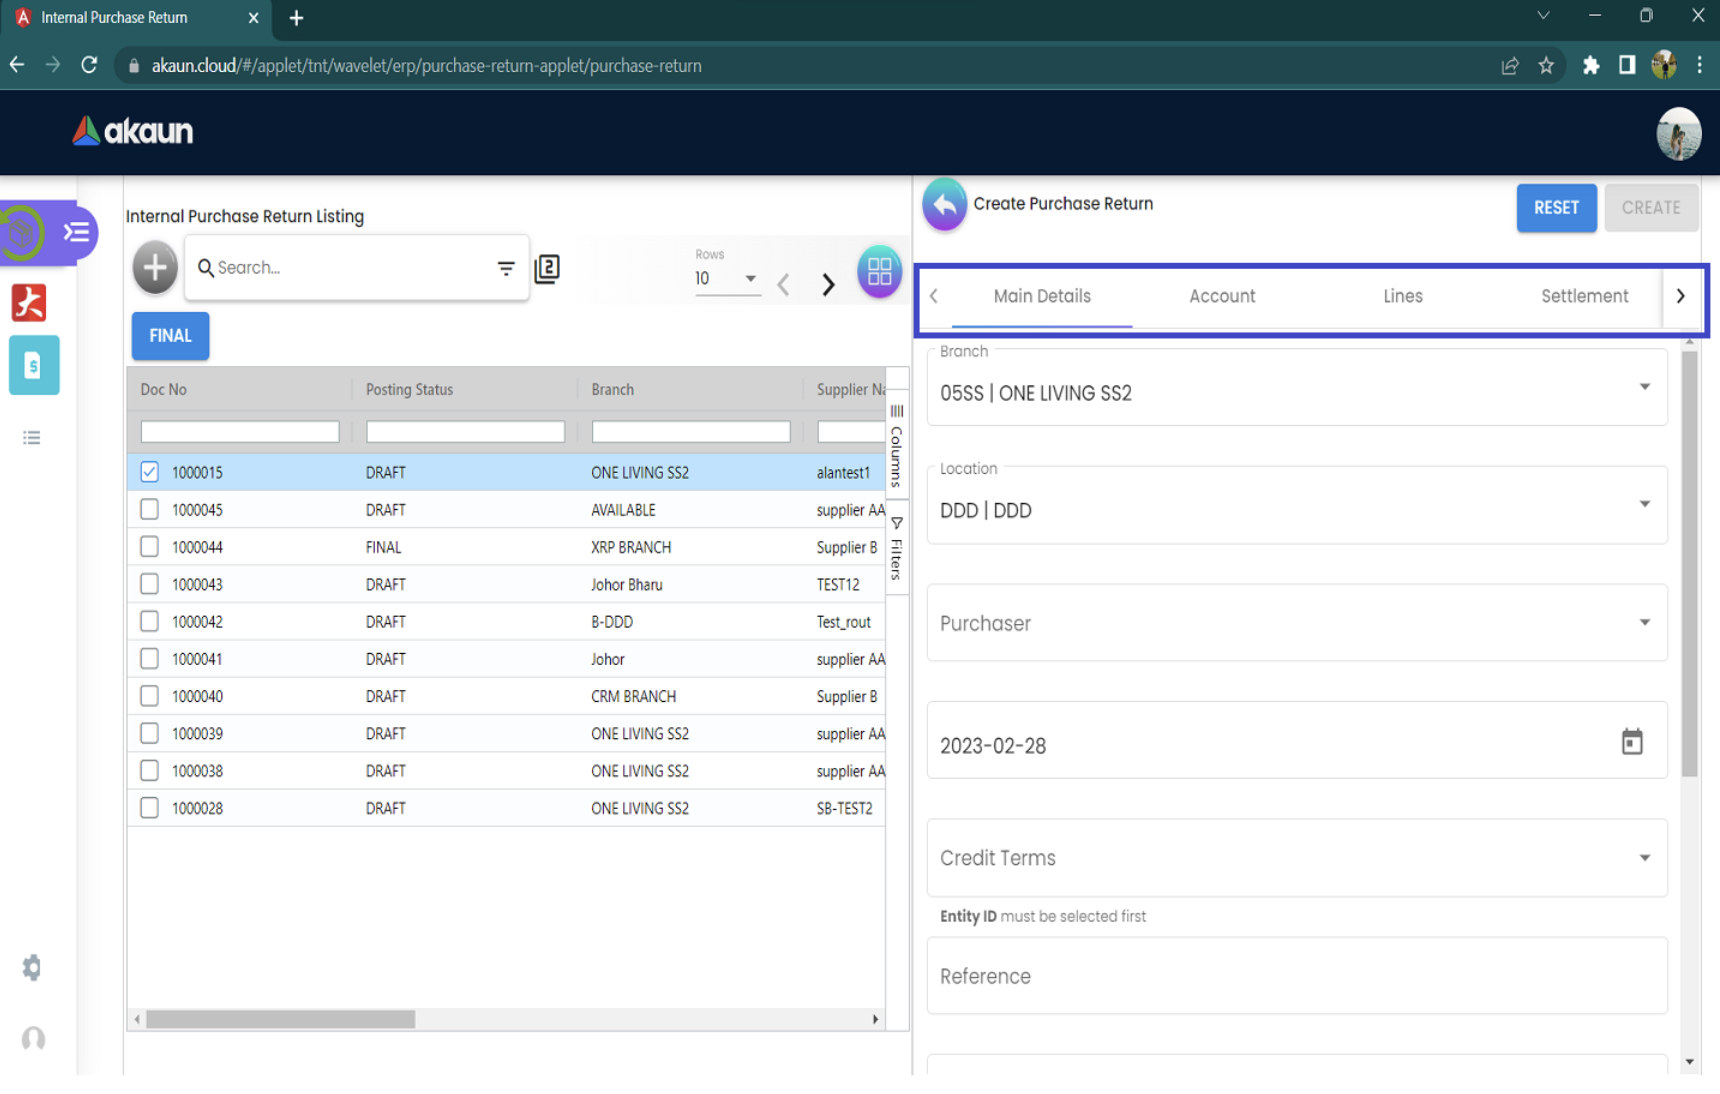 Internal Purchase Return
akaun.cloud/#/applet/tnt/wavelet/erp/purchase-return-applet/purchase-return
akaun
Internal Purchase Return Listing
Search...
2
Rows
10
FINAL
Doc No Posting Status Branch Supplier Na
1000015 DRAFT ONE LIVING SS2 alantest1
1000045 DRAFT AVAILABLE supplier AA
1000044 FINAL XRP BRANCH Supplier B
1000043 DRAFT Johor Bharu TEST12
1000042 DRAFT B-DDD Test_rout
1000041 DRAFT Johor supplier AA
1000040 DRAFT CRM BRANCH Supplier B
1000039 DRAFT ONE LIVING SS2 supplier AA
1000038 DRAFT ONE LIVING SS2 supplier AA
1000028 DRAFT ONE LIVING SS2 SB-TEST2
Columns
Filters
Create Purchase Return
RESET CREATE
Main Details Account Lines Settlement
Branch
05SS | ONE LIVING SS2
Location
DDD | DDD
Purchaser
2023-02-28
Credit Terms
Entity ID must be selected first
Reference